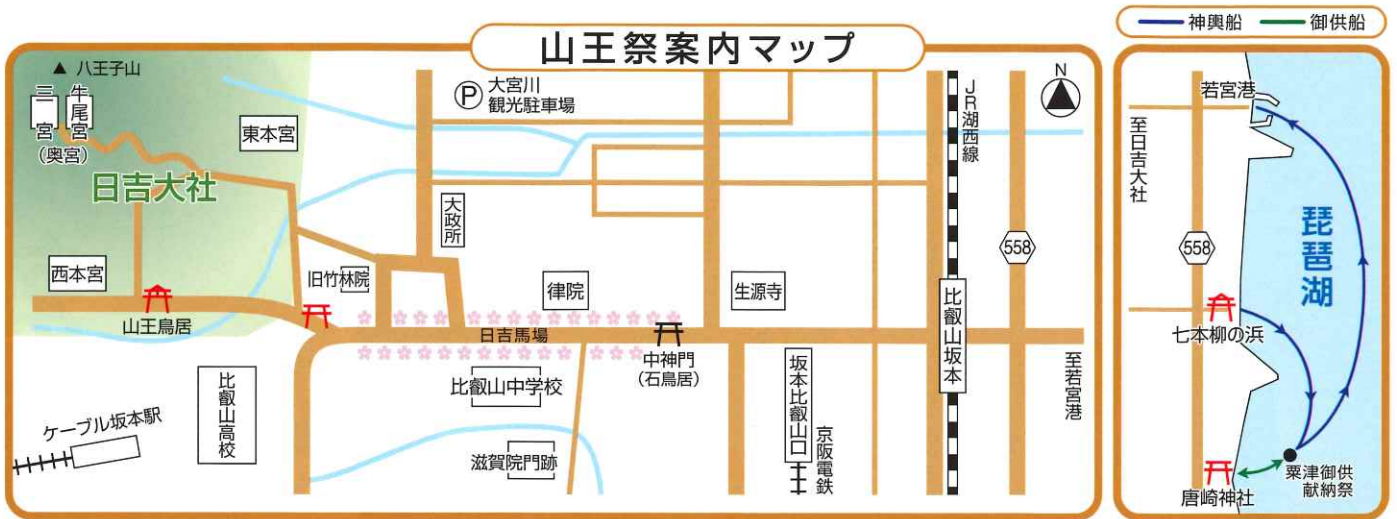 山王祭案内マップ
神輿船
御供船
▲ 八王子山
三宮
牛尾宮
(奥宮)
東本宮
日吉大社
西本宮
山王鳥居
P
大宮川
観光駐車場
大政所
旧竹林院
律院
生源寺
日吉馬場
中神門
(石鳥居)
比叡山高校
比叡山中学校
滋賀院門跡
ケーブル坂本駅
坂本比叡山口
京阪電鉄
JR湖西線
比叡山坂本
N
558
至若宮港
若宮港
至日吉大社
558
琵琶湖
七本柳の浜
粟津御供
献納祭
唐崎神社